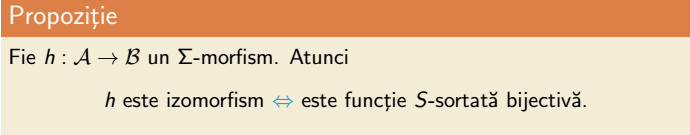 Propoziție
Fie h : 𝒜 → ℬ un Σ-morfism. Atunci
h este izomorfism ⇔ este funcție S-sortată bijectivă.